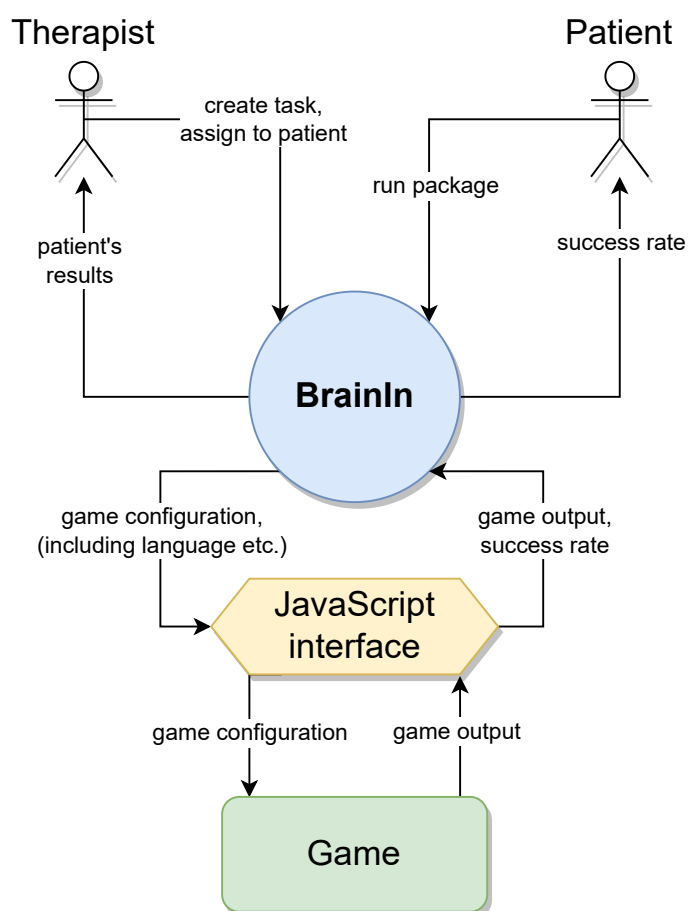 Therapist
Patient
create task,
assign to patient
run package
patient's
results
success rate
BrainIn
game configuration,
(including language etc.)
game output,
success rate
JavaScript
interface
game configuration
game output
Game